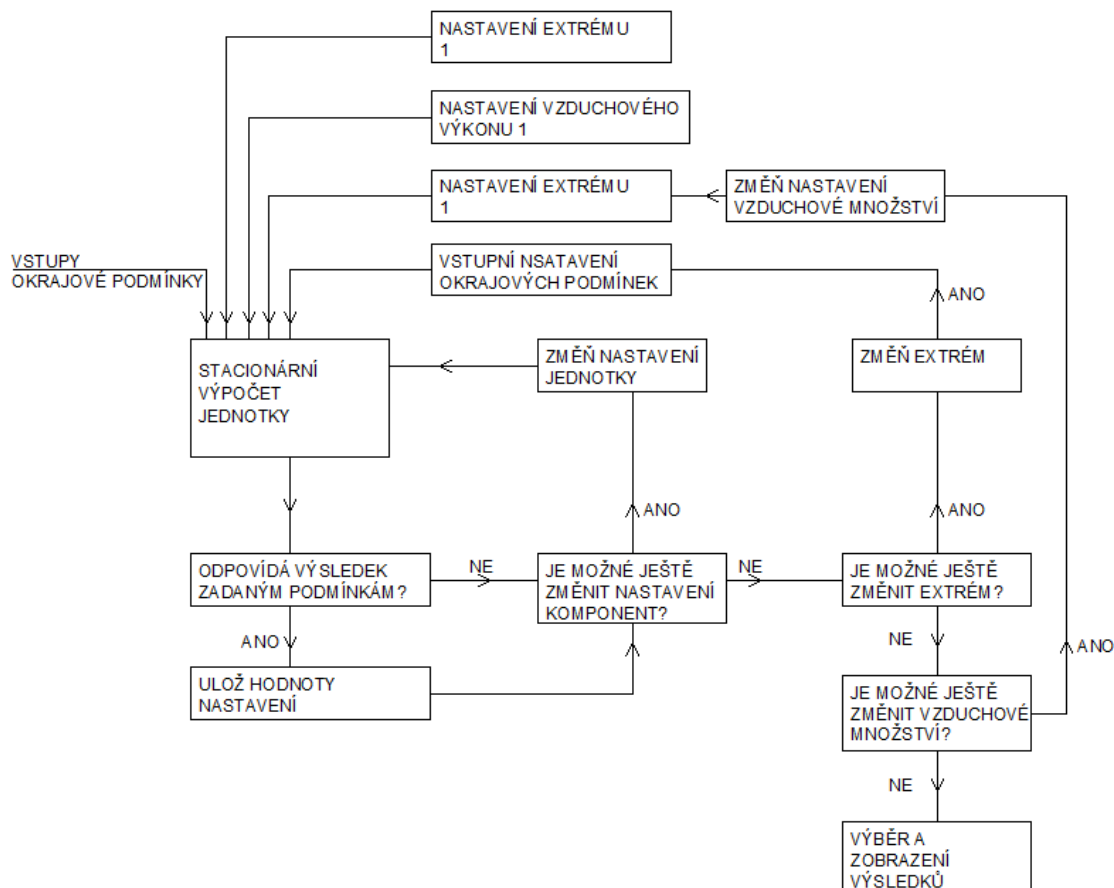 NASTAVENÍ EXTRÉMU
1
NASTAVENÍ VZDUCHOVÉHO
VÝKONU 1
NASTAVENÍ EXTRÉMU
1
ZMĚŇ NASTAVENÍ
VZDUCHOVÉ MNOŽSTVÍ
VSTUPY
OKRAJOVÉ PODMÍNKY
VSTUPNÍ NSATAVENÍ
OKRAJOVÝCH PODMÍNEK
ANO
STACIONÁRNÍ
VÝPOČET
JEDNOTKY
ZMĚŇ NASTAVENÍ
JEDNOTKY
ZMĚŇ EXTRÉM
ANO
ANO
ODPOVÍDÁ VÝSLEDEK
ZADANÝM PODMÍNKÁM?
NE
JE MOŽNÉ JEŠTĚ
ZMĚNIT NASTAVENÍ
KOMPONENT?
NE
JE MOŽNÉ JEŠTĚ
ZMĚNIT EXTRÉM?
ANO
NE
ANO
ULOŽ HODNOTY
NASTAVENÍ
JE MOŽNÉ JEŠTĚ
ZMĚNIT VZDUCHOVÉ
MNOŽSTVÍ?
NE
VÝBĚR A
ZOBRAZENÍ
VÝSLEDKŮ